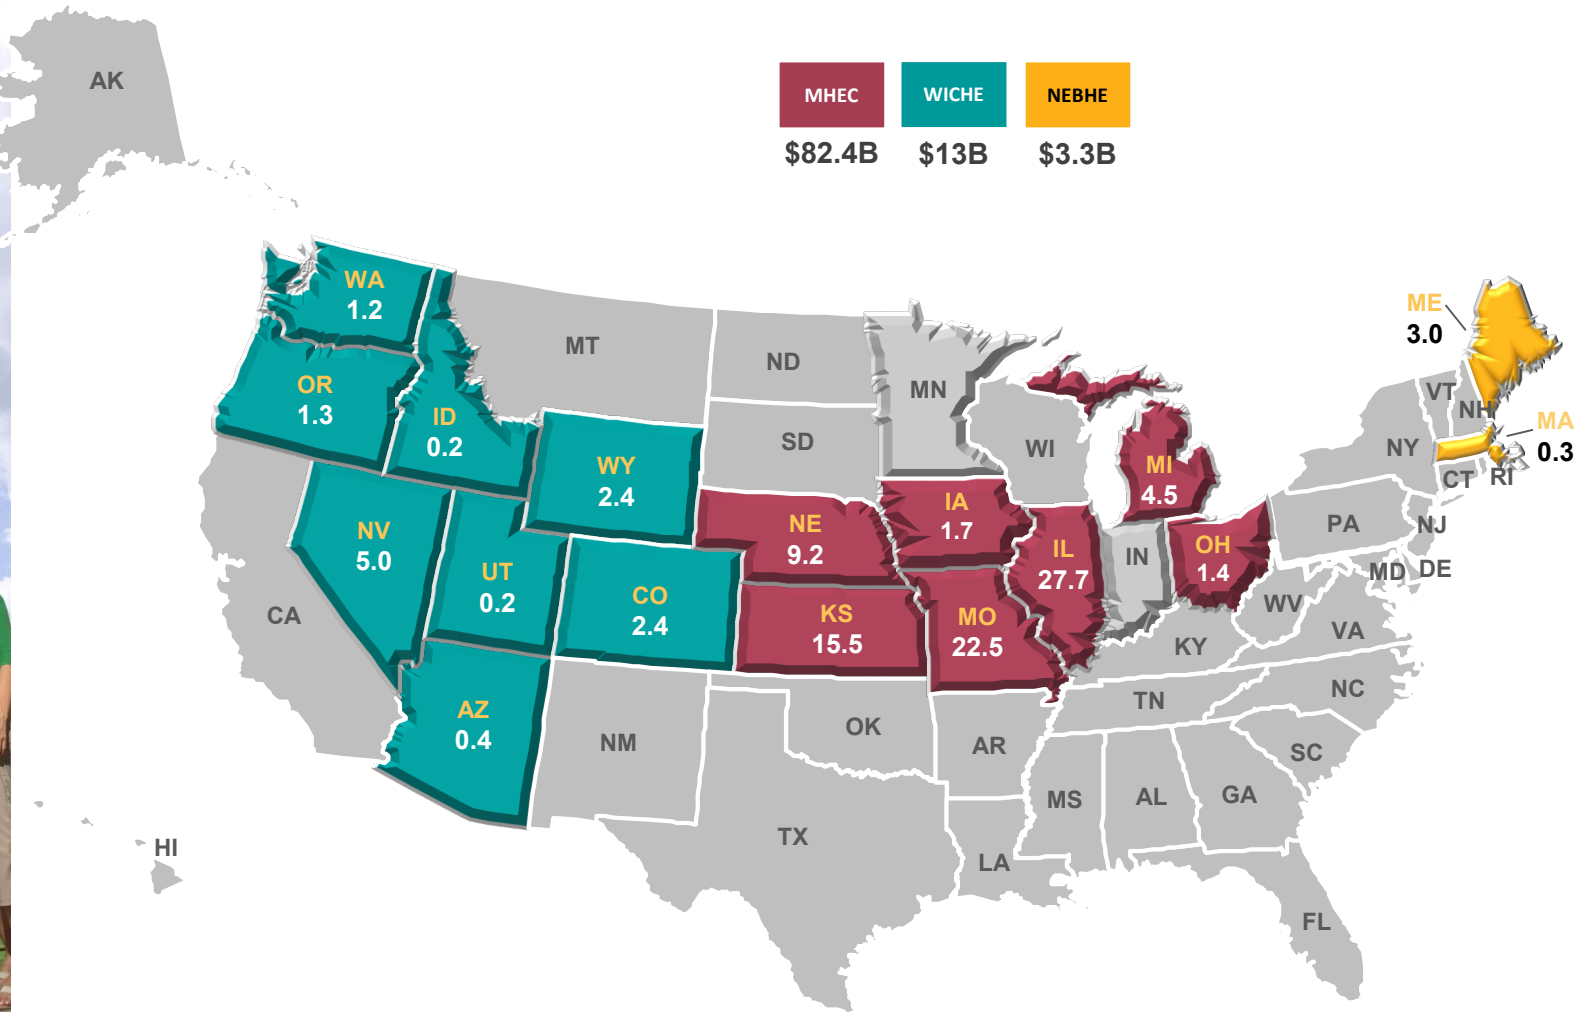 AK
MHEC
WICHE
NEBHE
$82.4B
$13B
$3.3B
WA
1.2
OR
1.3
ID
0.2
MT
ND
MN
SD
WI
WY
2.4
MI
4.5
ME
3.0
VT
NH
MA
0.3
NY
CT
RI
NV
5.0
UT
0.2
CO
2.4
NE
9.2
IA
1.7
IL
27.7
IN
OH
1.4
PA
NJ
MD
DE
CA
KS
15.5
MO
22.5
WV
VA
KY
AZ
0.4
NM
OK
AR
TN
NC
SC
MS
AL
GA
TX
LA
FL
HI